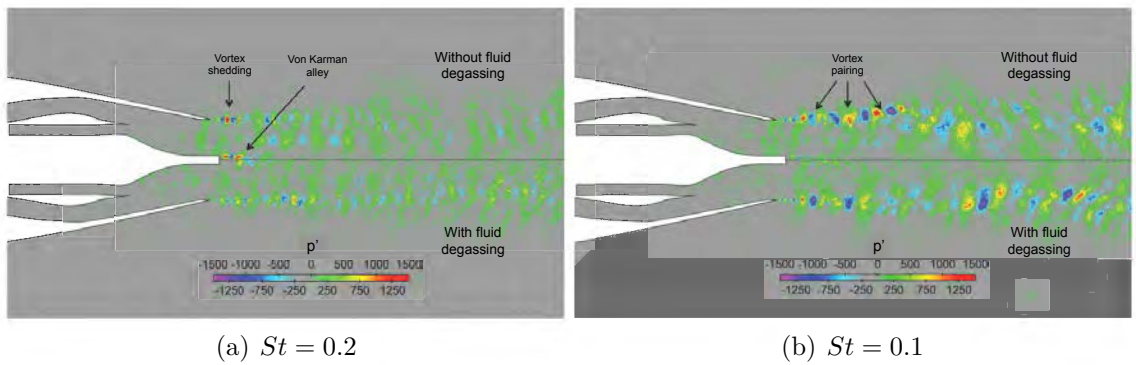 Vortex
shedding
Von Karman
alley
Without fluid
degassing
With fluid
degassing
p'
-1500 -1000 -500 0. 500 1000 1500
-1250 -750 -250 250 750 1250
(a) St = 0.2
Vortex
pairing
Without fluid
degassing
With fluid
degassing
p'
-1500 -1000 -500 0 500 1000 1500
-1250 -750 -250 250 750 1250
(b) St = 0.1